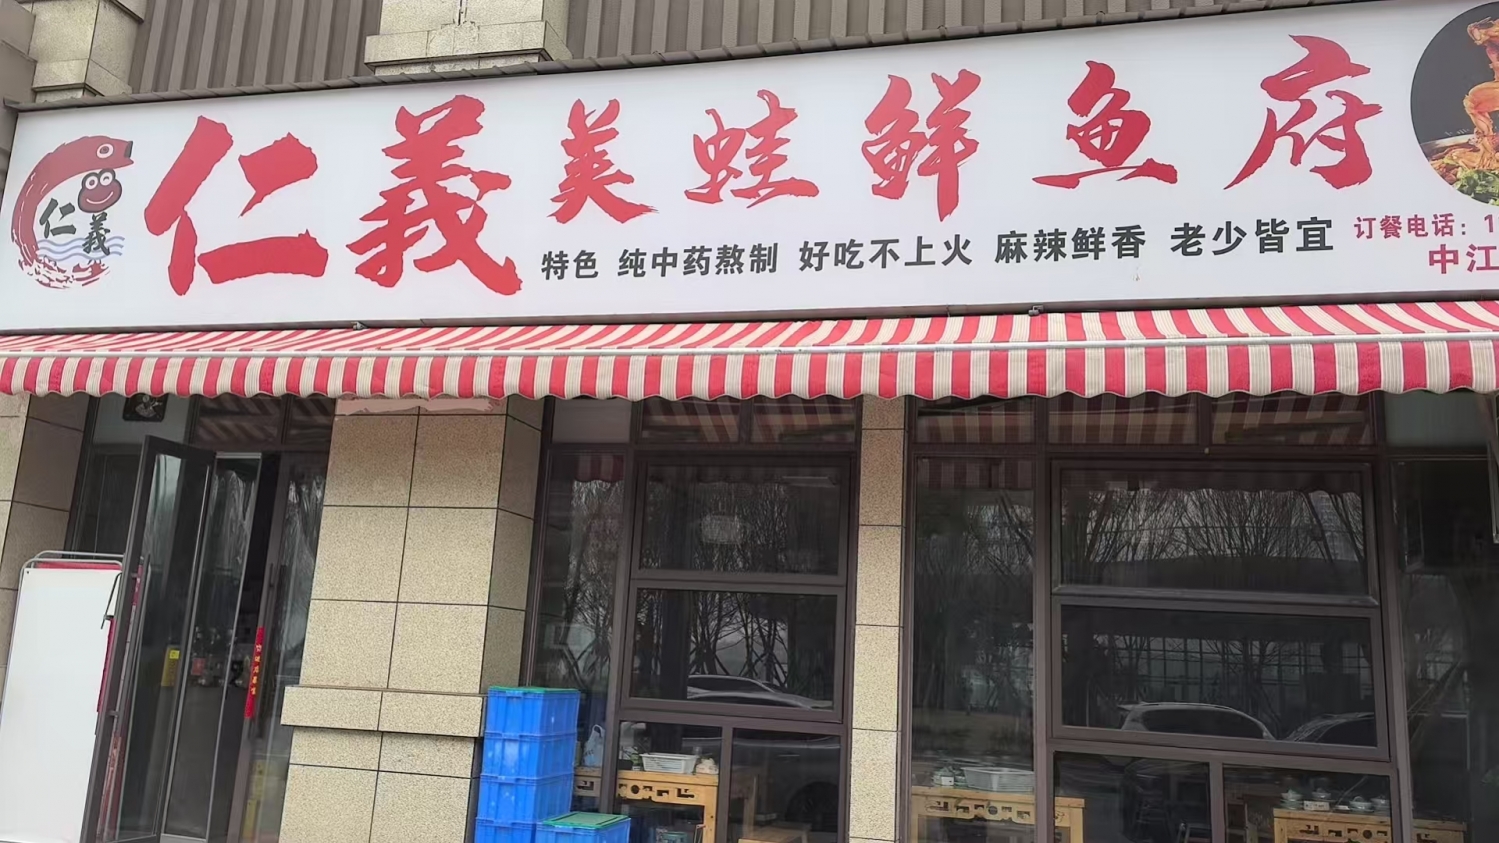 仁義美蛙鲜鱼府
仁義
特色 纯中药熬制 好吃不上火 麻辣鲜香 老少皆宜
订餐电话：1
中江